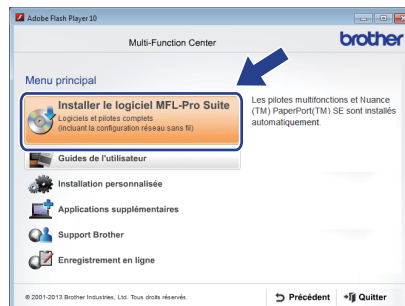 Adobe Flash Player 10
Multi-Function Center
brother
Menu principal
Installer le logiciel MFL-Pro Suite
Logiciels et pilotes complets
(incluant la configuration réseau sans fil)
Les pilotes multifonctions et Nuance
(TM) PaperPort(TM) SE sont installés
automatiquement.
Guides de l'utilisateur
Installation personnalisée
Applications supplémentaires
Support Brother
Enregistrement en ligne
© 2001-2013 Brother Industries, Ltd. Tous droits réservés.
Précédent
Quitter